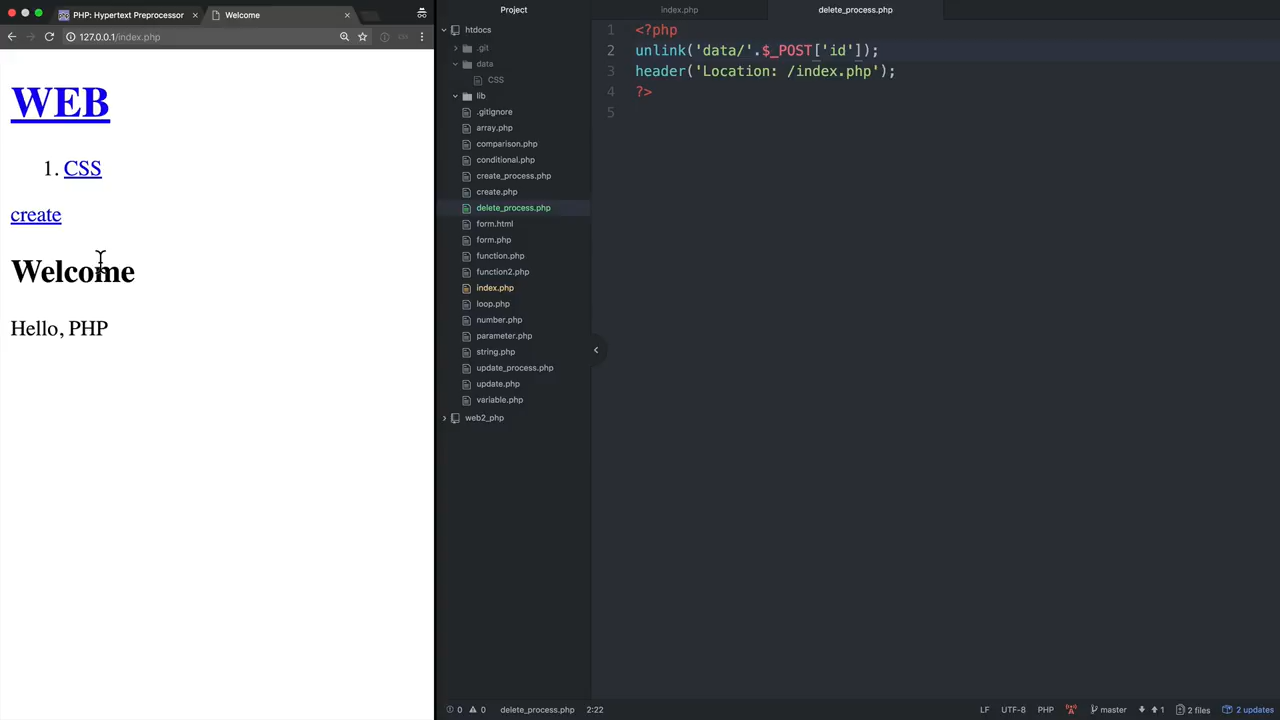 PHP: Hypertext Preprocessor
Welcome
127.0.0.1/index.php
WEB
1. CSS
create
Welcome
Hello, PHP
Project
htdocs
.git
data
CSS
lib
.gitignore
array.php
comparison.php
conditional.php
create_process.php
create.php
delete_process.php
form.html
form.php
function.php
function2.php
index.php
loop.php
number.php
parameter.php
string.php
update_process.php
update.php
variable.php
web2_php
index.php
delete_process.php
1 <?php
2 unlink('data/'.$_POST['id']);
3 header('Location: /index.php');
4 ?>
5
0 0 delete_process.php 2:22
LF UTF-8 PHP master 1 2 files 2 updates